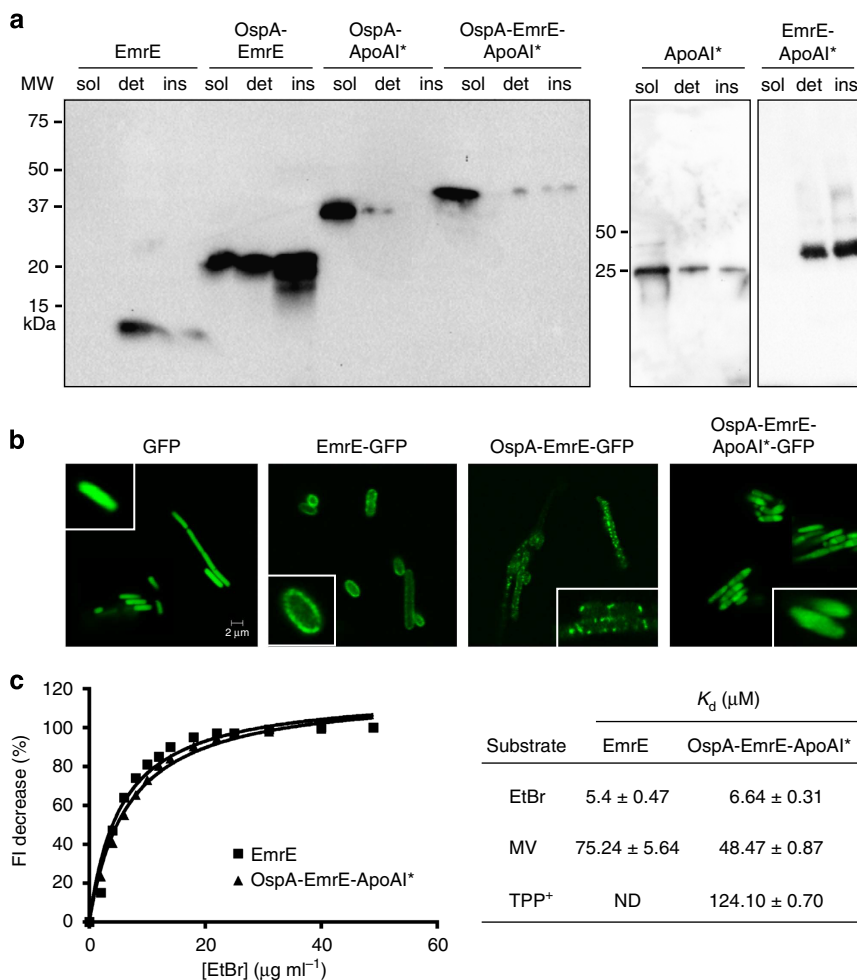 a
EmrE
OspA-
EmrE
OspA-
ApoAI*
OspA-EmrE-
ApoAI*
ApoAI*
EmrE-
ApoAI*
MW sol det ins sol det ins sol det ins sol det ins
sol det ins sol det ins
75
50
37
20
15
kDa
50
25
b
GFP
EmrE-GFP
OspA-EmrE-GFP
OspA-EmrE-
ApoAI*-GFP
2 μm
c
FI decrease (%)
120
100
80
60
40
20
0
EmrE
OspA-EmrE-ApoAI*
0 20 40 60
[EtBr] (μg ml⁻¹)
Kd (μM)
Substrate EmrE OspA-EmrE-ApoAI*
EtBr 5.4 ± 0.47 6.64 ± 0.31
MV 75.24 ± 5.64 48.47 ± 0.87
TPP⁺ ND 124.10 ± 0.70